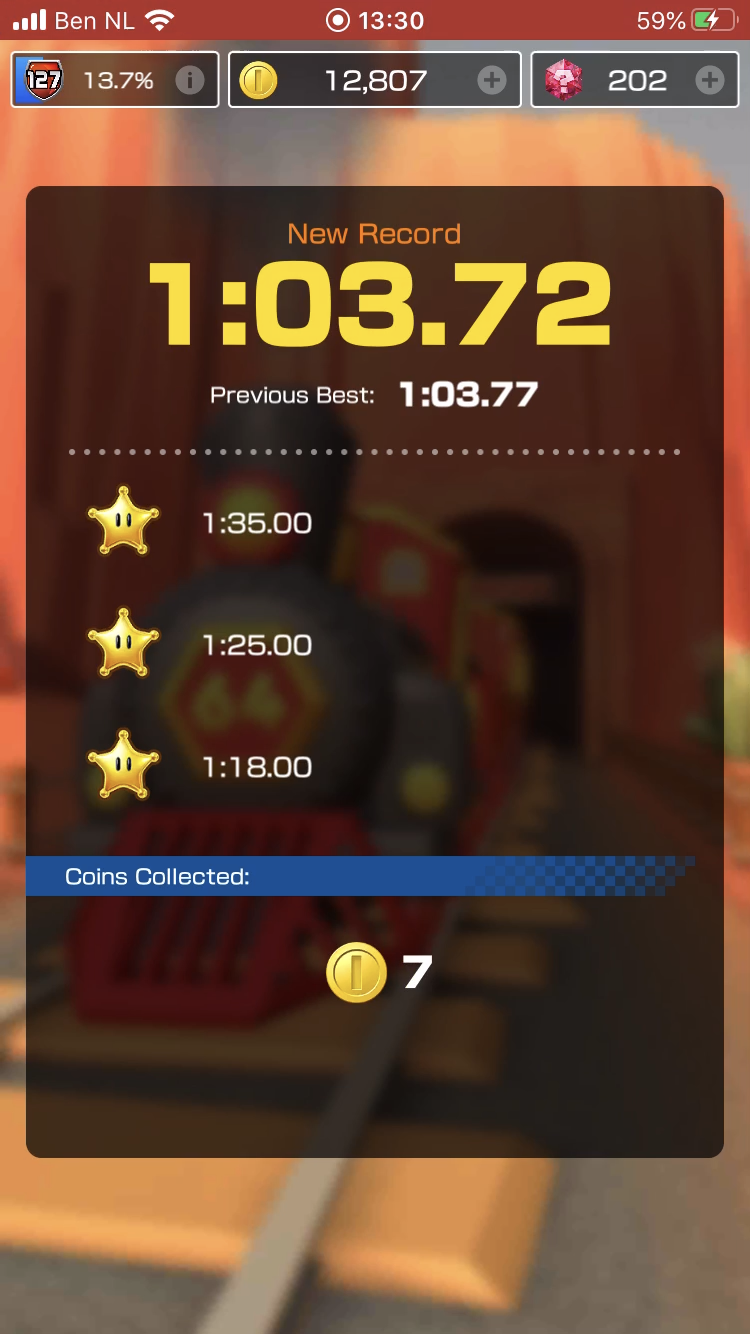 Ben NL 13:30 59%
127 13.7% i 12,807 + ? 202 +
New Record
1:03.72
Previous Best: 1:03.77
1:35.00
1:25.00
64
1:18.00
Coins Collected:
7